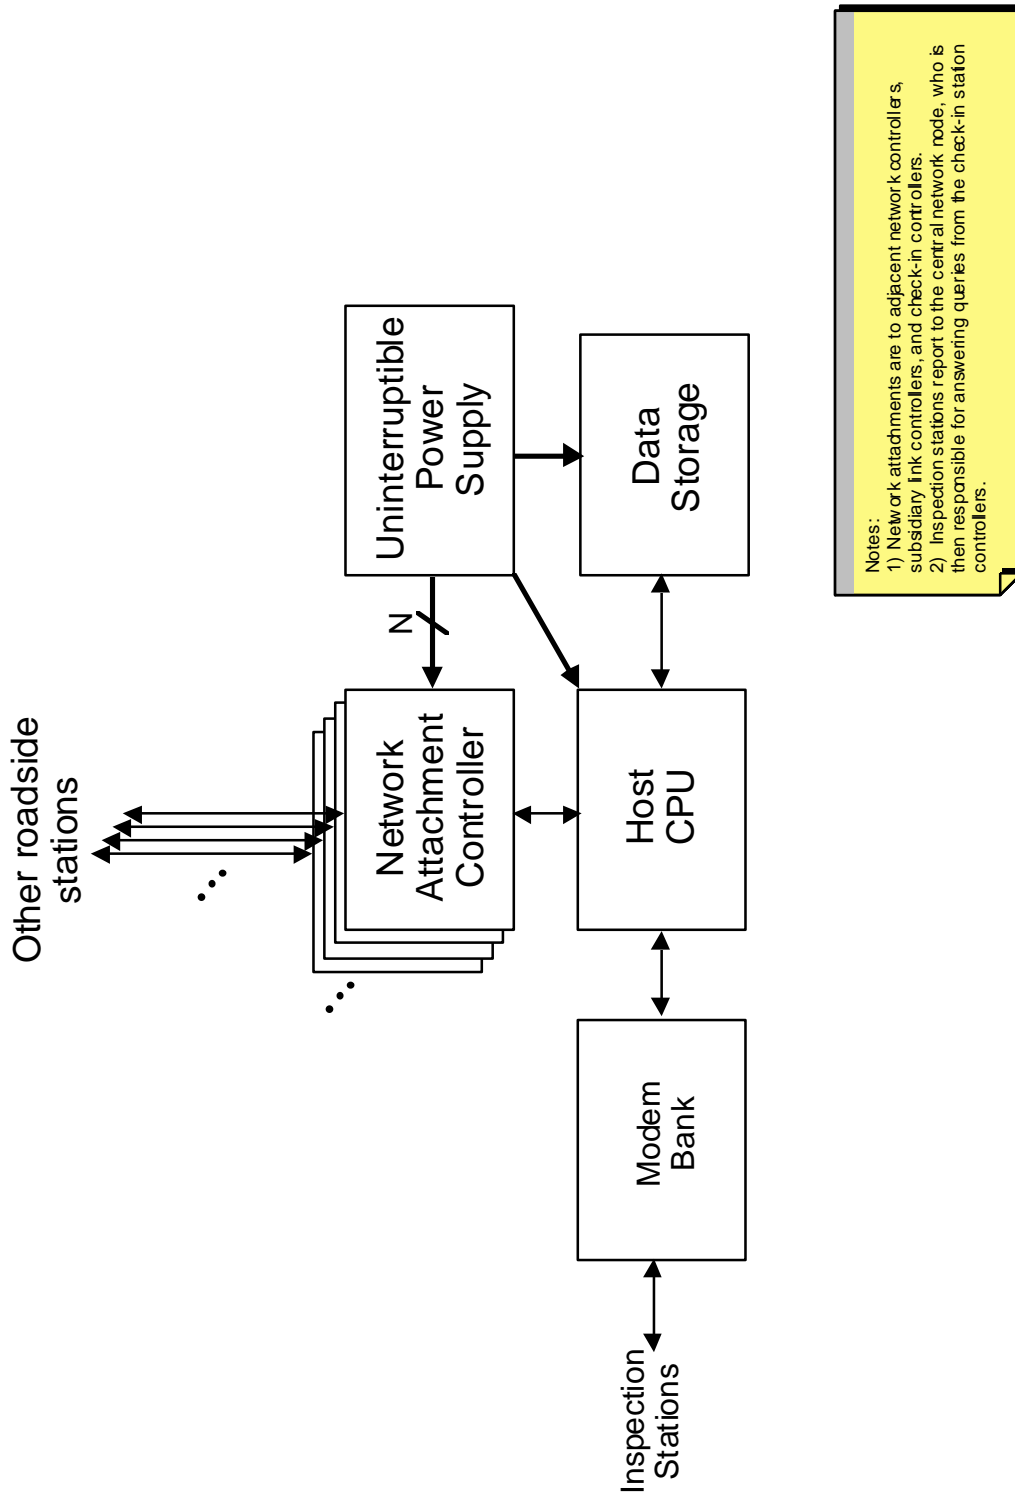 Other roadside
stations
Network
Attachment
Controller
N
Uninterruptible
Power
Supply
Inspection
Stations
Modem
Bank
Host
CPU
Data
Storage
Notes:
1) Network attachments are to adjacent network controllers,
subsidiary link controllers, and check-in controllers.
2) Inspection stations report to the central network node, who is
then responsible for answering queries from the check-in station
controllers.